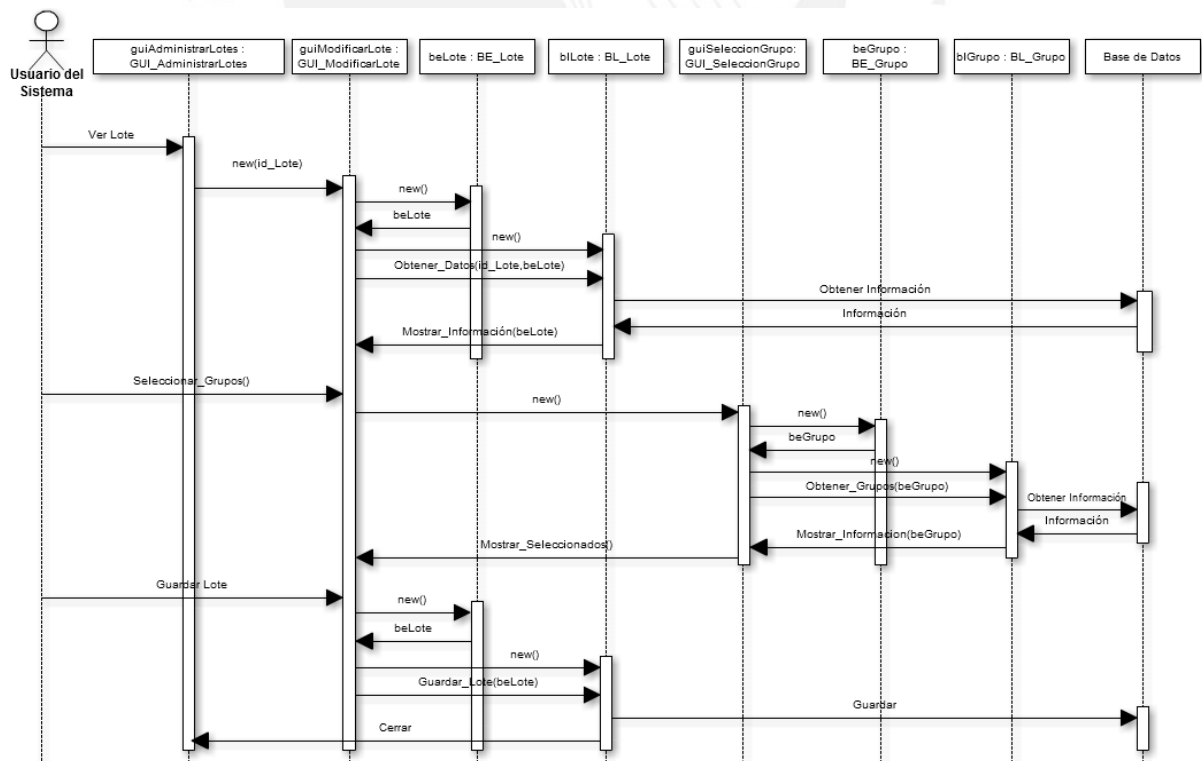 Usuario del
Sistema
guiAdministrarLotes :
GUI_AdministrarLotes
guiModificarLote :
GUI_ModificarLote
beLote : BE_Lote
blLote : BL_Lote
guiSeleccionGrupo:
GUI_SeleccionGrupo
beGrupo :
BE_Grupo
blGrupo : BL_Grupo
Base de Datos
Ver Lote
new(id_Lote)
new()
beLote
new()
Obtener_Datos(id_Lote,beLote)
Obtener Información
Información
Mostrar_Información(beLote)
Seleccionar_Grupos()
new()
new()
beGrupo
new()
Obtener_Grupos(beGrupo)
Obtener Información
Información
Mostrar_Informacion(beGrupo)
Mostrar_Seleccionados()
Guardar Lote
new()
beLote
new()
Guardar_Lote(beLote)
Guardar
Cerrar